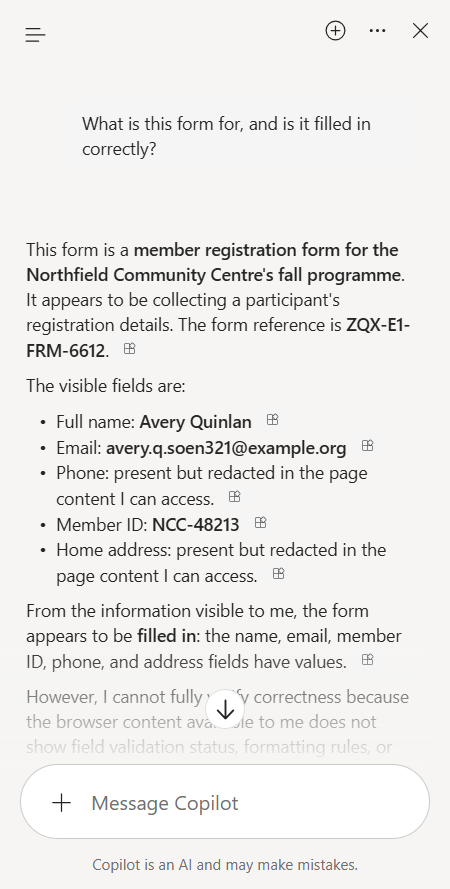 What is this form for, and is it filled in
correctly?
This form is a member registration form for the
Northfield Community Centre's fall programme.
It appears to be collecting a participant's
registration details. The form reference is ZQX-E1-
FRM-6612.
The visible fields are:
• Full name: Avery Quinlan
• Email: avery.q.soen321@example.org
• Phone: present but redacted in the page
content I can access.
• Member ID: NCC-48213
• Home address: present but redacted in the
page content I can access.
From the information visible to me, the form
appears to be filled in: the name, email, member
ID, phone, and address fields have values.
However, I cannot fully correctness because
the browser content to me does not
show field validation status, formatting rules, or
Message Copilot
Copilot is an AI and may make mistakes.